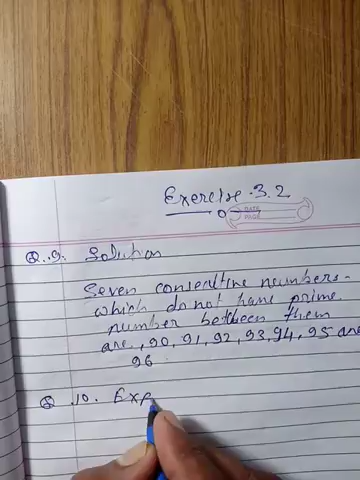 Exercise .3.2
DATE
PAGE
Q.9. Solution
Seven consecutive numbers-
which do not have prime
number between them
are, 90, 91, 92, 93, 94, 95 are
96.
Q .10. Exp